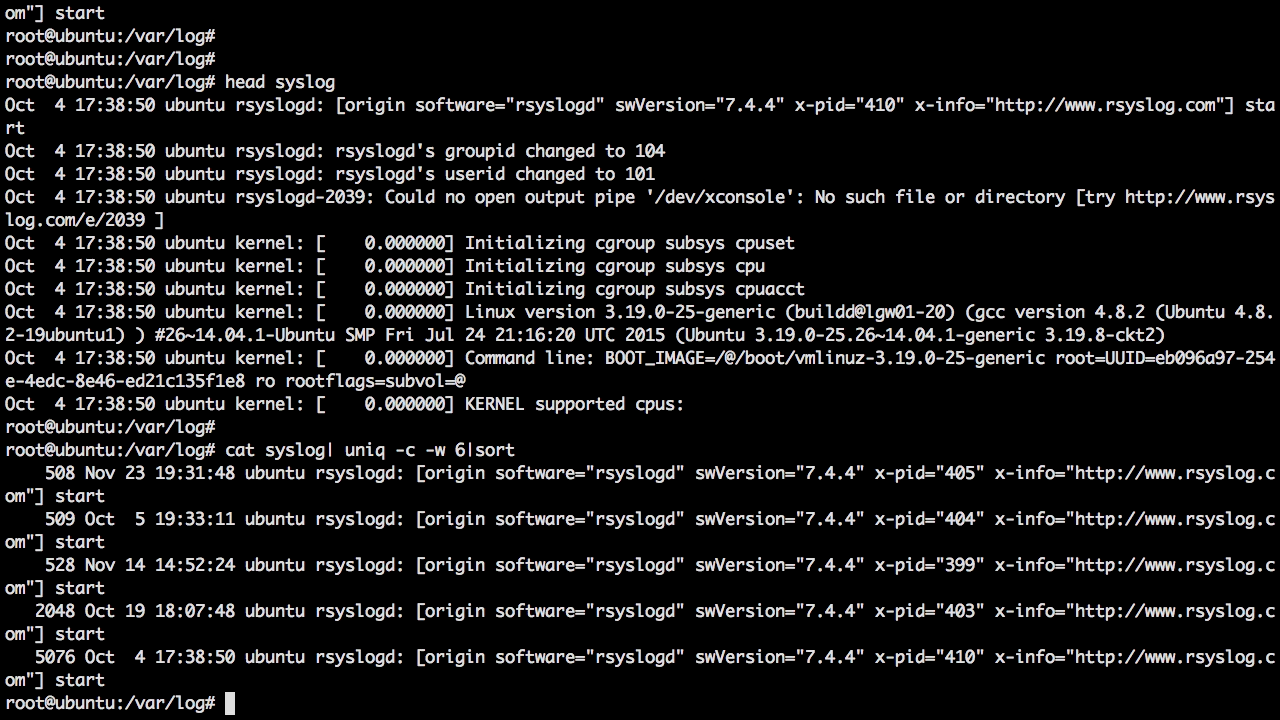 om"] start
root@ubuntu:/var/log#
root@ubuntu:/var/log#
root@ubuntu:/var/log# head syslog
Oct  4 17:38:50 ubuntu rsyslogd: [origin software="rsyslogd" swVersion="7.4.4" x-pid="410" x-info="http://www.rsyslog.com"] sta
rt
Oct  4 17:38:50 ubuntu rsyslogd: rsyslogd's groupid changed to 104
Oct  4 17:38:50 ubuntu rsyslogd: rsyslogd's userid changed to 101
Oct  4 17:38:50 ubuntu rsyslogd-2039: Could no open output pipe '/dev/xconsole': No such file or directory [try http://www.rsys
log.com/e/2039 ]
Oct  4 17:38:50 ubuntu kernel: [    0.000000] Initializing cgroup subsys cpuset
Oct  4 17:38:50 ubuntu kernel: [    0.000000] Initializing cgroup subsys cpu
Oct  4 17:38:50 ubuntu kernel: [    0.000000] Initializing cgroup subsys cpuacct
Oct  4 17:38:50 ubuntu kernel: [    0.000000] Linux version 3.19.0-25-generic (buildd@lgw01-20) (gcc version 4.8.2 (Ubuntu 4.8.
2-19ubuntu1) ) #26~14.04.1-Ubuntu SMP Fri Jul 24 21:16:20 UTC 2015 (Ubuntu 3.19.0-25.26~14.04.1-generic 3.19.8-ckt2)
Oct  4 17:38:50 ubuntu kernel: [    0.000000] Command line: BOOT_IMAGE=/@/boot/vmlinuz-3.19.0-25-generic root=UUID=eb096a97-254
e-4edc-8e46-ed21c135f1e8 ro rootflags=subvol=@
Oct  4 17:38:50 ubuntu kernel: [    0.000000] KERNEL supported cpus:
root@ubuntu:/var/log#
root@ubuntu:/var/log# cat syslog| uniq -c -w 6|sort
    508 Nov 23 19:31:48 ubuntu rsyslogd: [origin software="rsyslogd" swVersion="7.4.4" x-pid="405" x-info="http://www.rsyslog.c
om"] start
    509 Oct  5 19:33:11 ubuntu rsyslogd: [origin software="rsyslogd" swVersion="7.4.4" x-pid="404" x-info="http://www.rsyslog.c
om"] start
    528 Nov 14 14:52:24 ubuntu rsyslogd: [origin software="rsyslogd" swVersion="7.4.4" x-pid="399" x-info="http://www.rsyslog.c
om"] start
   2048 Oct 19 18:07:48 ubuntu rsyslogd: [origin software="rsyslogd" swVersion="7.4.4" x-pid="403" x-info="http://www.rsyslog.c
om"] start
   5076 Oct  4 17:38:50 ubuntu rsyslogd: [origin software="rsyslogd" swVersion="7.4.4" x-pid="410" x-info="http://www.rsyslog.c
om"] start
root@ubuntu:/var/log#